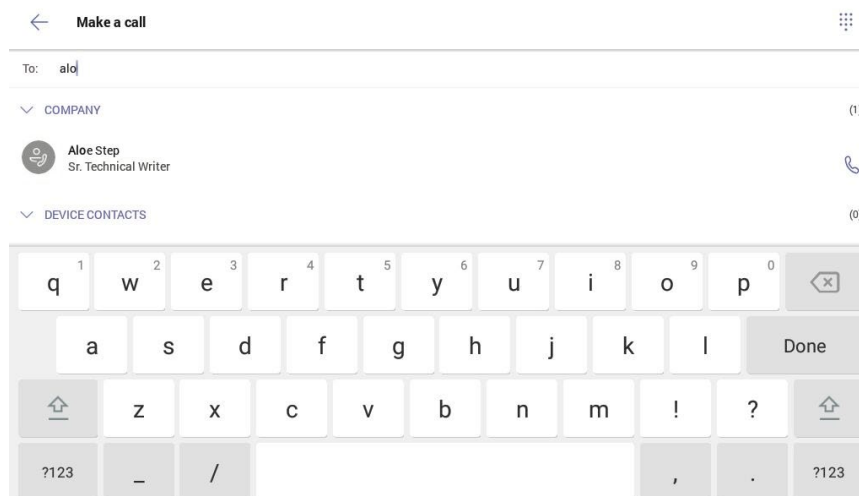 Make a call
To: alo
COMPANY (1)
Aloe Step
Sr. Technical Writer
DEVICE CONTACTS (0)
q 1 w 2 e 3 r 4 t 5 y 6 u 7 i 8 o 9 p 0
a s d f g h j k l Done
z x c v b n m ! ?
?123 _ / , . ?123